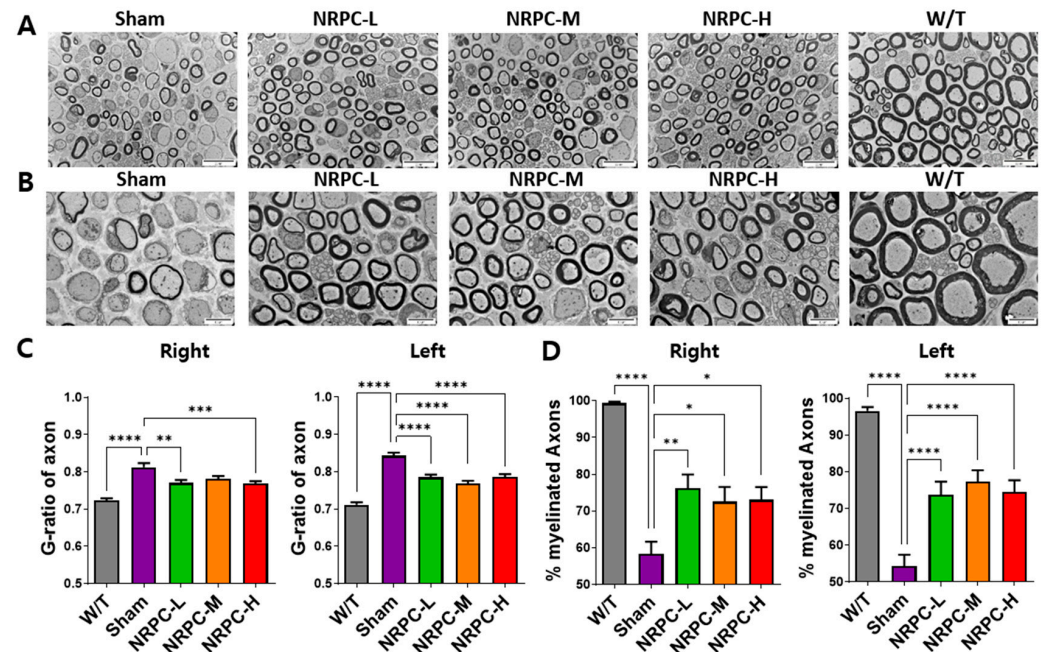 A
Sham
NRPC-L
NRPC-M
NRPC-H
W/T
B
Sham
NRPC-L
NRPC-M
NRPC-H
W/T
C
Right
G-ratio of axon
1.0
0.9
0.8
0.7
0.6
0.5
****
**
***
W/T
Sham
NRPC-L
NRPC-M
NRPC-H
Left
G-ratio of axon
1.0
0.9
0.8
0.7
0.6
0.5
****
****
****
****
W/T
Sham
NRPC-L
NRPC-M
NRPC-H
D
Right
% myelinated Axons
100
90
80
70
60
50
****
**
*
*
W/T
Sham
NRPC-L
NRPC-M
NRPC-H
Left
% myelinated Axons
100
90
80
70
60
50
****
****
****
****
W/T
Sham
NRPC-L
NRPC-M
NRPC-H